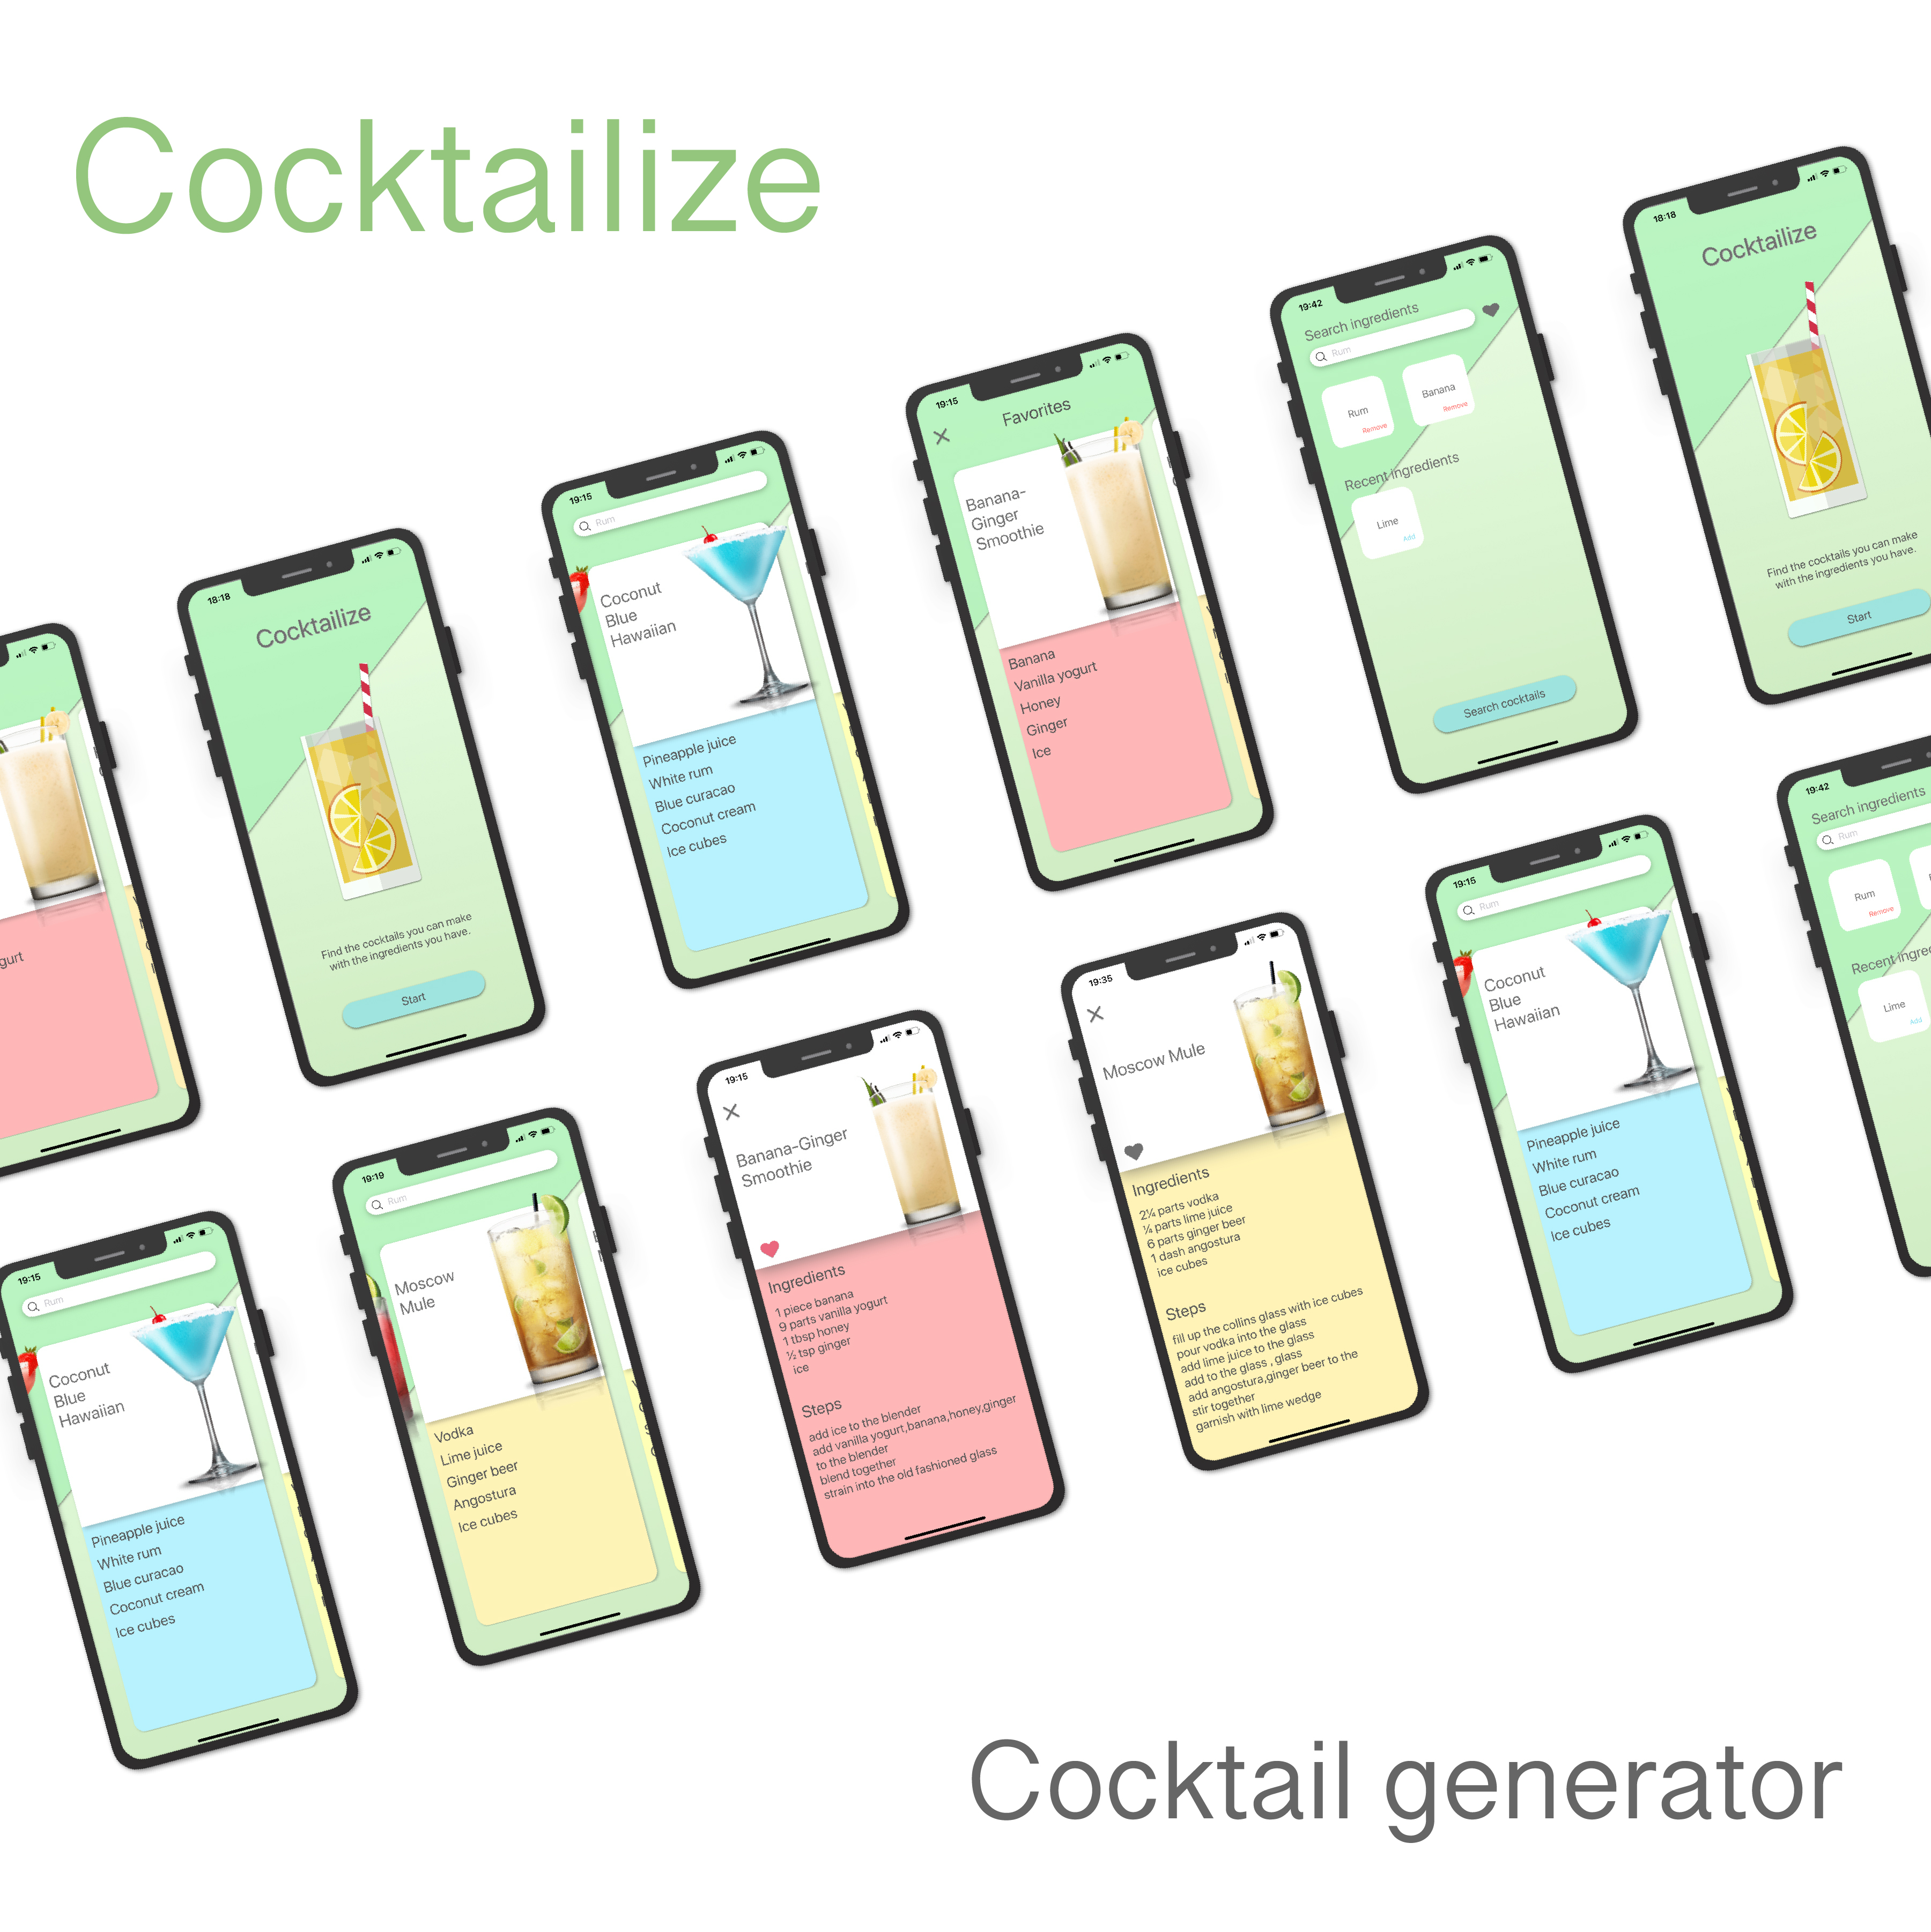 Cocktailize
18:18
Cocktailize
Find the cocktails you can make
with the ingredients you have.
Start
19:42
Search ingredients
Rum
Rum
Remove
Banana
Remove
Recent ingredients
Lime
Add
Search cocktails
19:15
Favorites
Banana-
Ginger
Smoothie
Banana
Vanilla yogurt
Honey
Ginger
Ice
19:15
Rum
Coconut
Blue
Hawaiian
Pineapple juice
White rum
Blue curacao
Coconut cream
Ice cubes
18:18
Cocktailize
Find the cocktails you can make
with the ingredients you have.
Start
19:42
Search ingredients
Rum
Rum
Remove
Lime
Add
19:15
Rum
Coconut
Blue
Hawaiian
Pineapple juice
White rum
Blue curacao
Coconut cream
Ice cubes
19:35
Moscow Mule
Ingredients
2¼ parts vodka
¼ parts lime juice
6 parts ginger beer
1 dash angostura
ice cubes
Steps
fill up the collins glass with ice cubes
pour vodka into the glass
add lime juice to the glass
add to the glass , glass
add angostura,ginger beer to the
stir together
garnish with lime wedge
19:15
Banana-Ginger
Smoothie
Ingredients
1 piece banana
9 parts vanilla yogurt
1 tbsp honey
½ tsp ginger
ice
Steps
add ice to the blender
add vanilla yogurt,banana,honey,ginger
to the blender
blend together
strain into the old fashioned glass
19:19
Rum
Moscow
Mule
Vodka
Lime juice
Ginger beer
Angostura
Ice cubes
19:15
Rum
Coconut
Blue
Hawaiian
Pineapple juice
White rum
Blue curacao
Coconut cream
Ice cubes
Cocktail generator